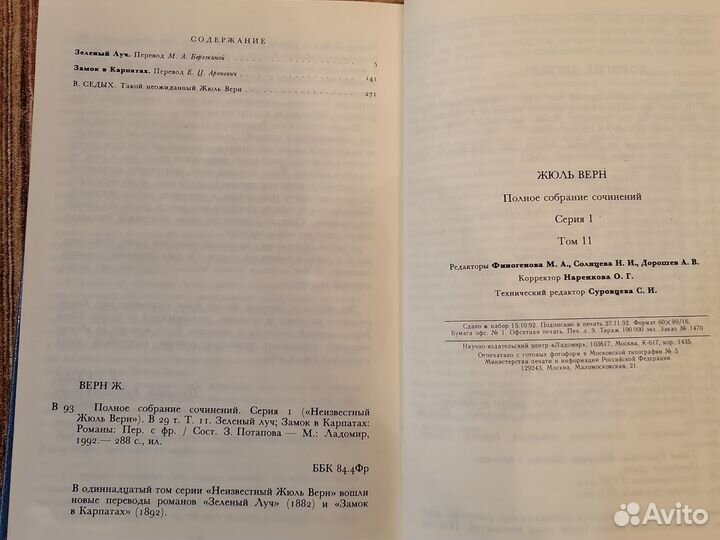 СОДЕРЖАНИЕ
Зеленый Луч. Перевод М. А. Березкиной 5
Замок в Карпатах. Перевод Е. Ц. Аронович 141
В. СЕДЫХ. Такой неожиданный Жюль Верн 271
ВЕРН Ж.
В 93 Полное собрание сочинений. Серия 1 («Неизвестный
Жюль Верн»). В 29 т. Т. 11. Зеленый луч; Замок в Карпатах:
Романы: Пер. с фр. / Сост. З. Потапова — М.: Ладомир,
1992.— 288 с., ил.
ББК 84.4Фр
В одиннадцатый том серии «Неизвестный Жюль Верн» вошли
новые переводы романов «Зеленый Луч» (1882) и «Замок
в Карпатах» (1892).
ЖЮЛЬ ВЕРН
Полное собрание сочинений
Серия 1
Том 11
Редакторы Финогенова М. А., Солнцева Н. И., Дорошев А. В.
Корректор Наренкова О. Г.
Технический редактор Суровцева С. И.
Сдано в набор 15.10.92. Подписано в печать 27.11.92. Формат 60×90/16.
Бумага офс. № 1. Офсетная печать. Печ. л. 9. Тираж 100 000 экз. Заказ № 1470
Научно-издательский центр «Ладомир», 103617, Москва, К-617, кор. 1435.
Отпечатано с готовых фотоформ в Московской типографии № 5
Министерства печати и информации Российской Федерации.
129243, Москва, Маломосковская, 21
Avito